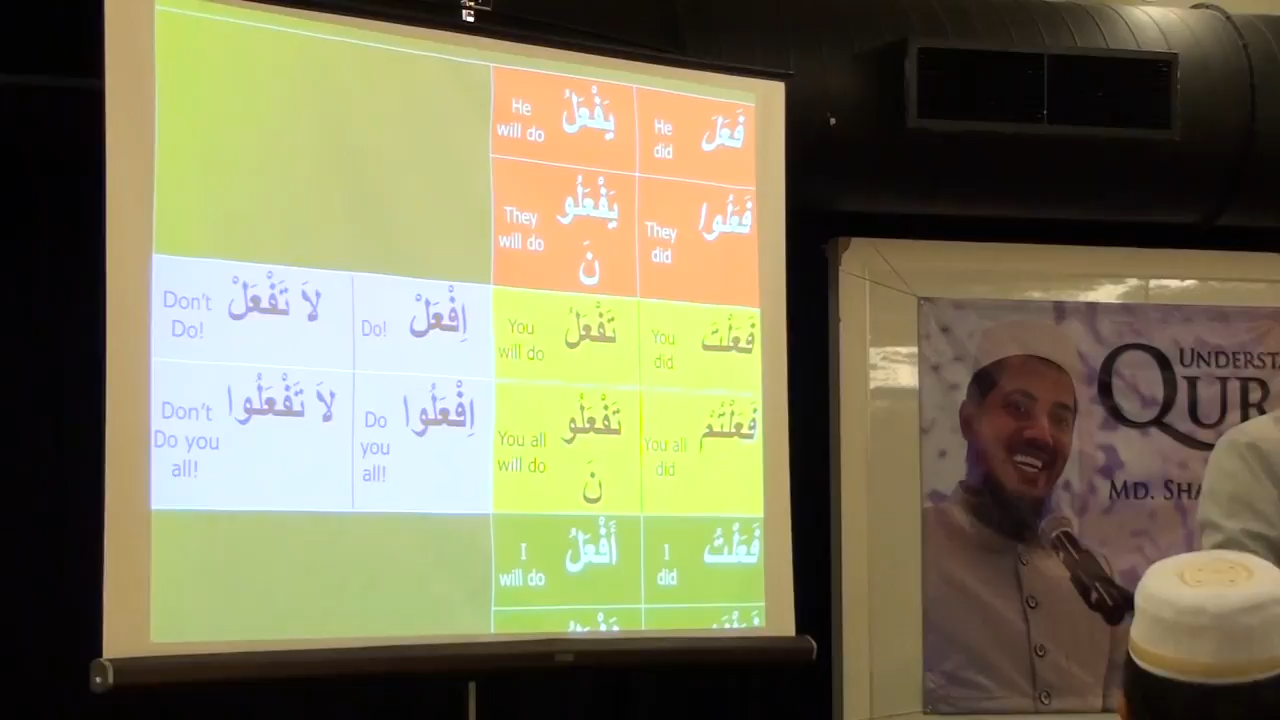 He
will do
يَفْعَلُ
He
did
فَعَلَ
They
will do
يَفْعَلُو
نَ
They
did
فَعَلُوا
Don't
Do!
لاَ تَفْعَلْ
Do!
اِفْعَلْ
You
will do
تَفْعَلُ
You
did
فَعَلْتَ
Don't
Do you
all!
لاَ تَفْعَلُوا
Do
you
all!
اِفْعَلُوا
You all
will do
تَفْعَلُو
نَ
You all
did
فَعَلْتُمْ
I
will do
أَفْعَلُ
I
did
فَعَلْتُ
UNDERSTA
QUR
MD. SHA